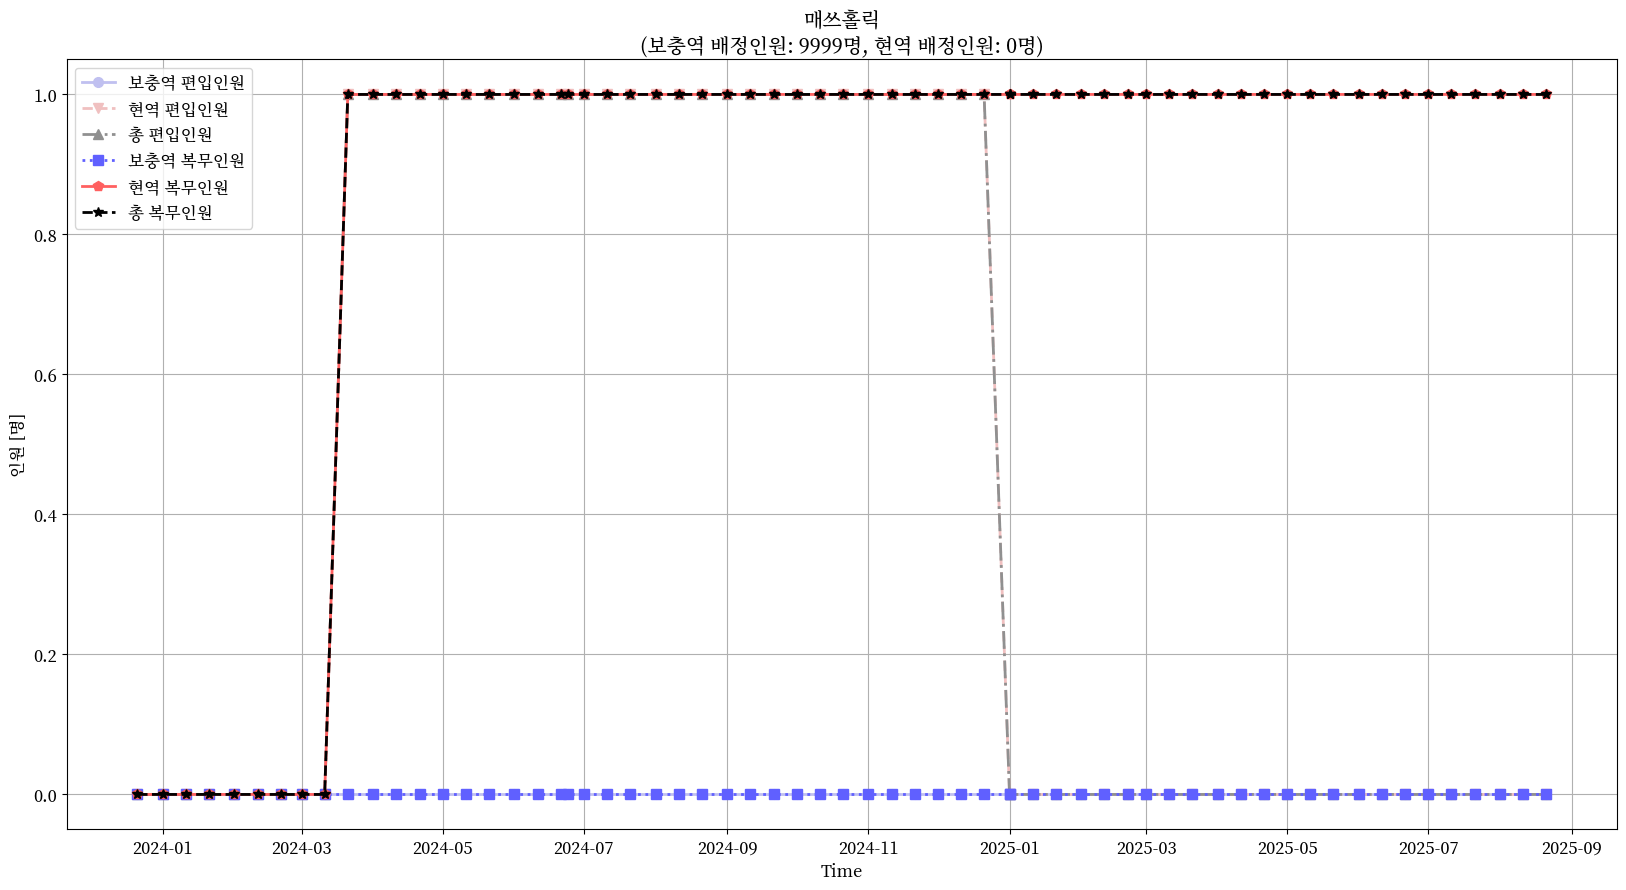 매쓰홀릭
(보충역 배정인원: 9999명, 현역 배정인원: 0명)
보충역 편입인원
현역 편입인원
총 편입인원
보충역 복무인원
현역 복무인원
총 복무인원
인원 [명]
1.0
0.8
0.6
0.4
0.2
0.0
2024-01 2024-03 2024-05 2024-07 2024-09 2024-11 2025-01 2025-03 2025-05 2025-07 2025-09
Time